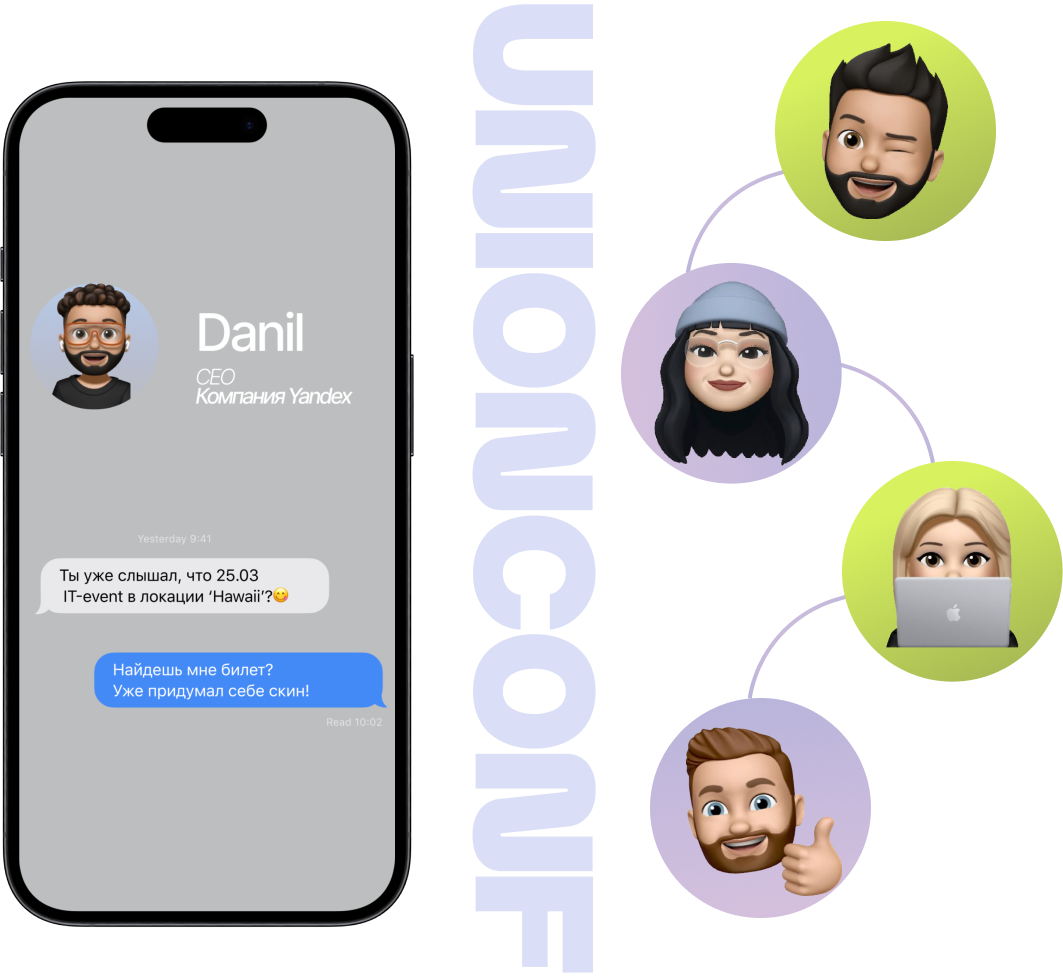 Danil
CEO
Компания Yandex
Yesterday 9:41
Ты уже слышал, что 25.03
IT-event в локации ‘Hawaii’?😋
Найдешь мне билет?
Уже придумал себе скин!
Read 10:02
UNIONCONF